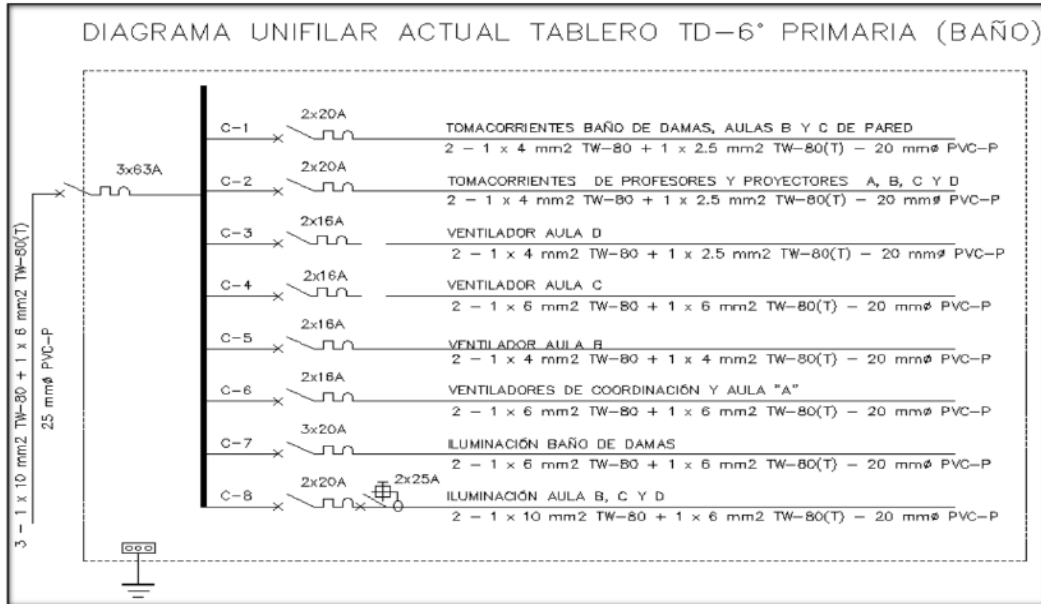 DIAGRAMA UNIFILAR ACTUAL TABLERO TD-6° PRIMARIA (BAÑO)
3 - 1 x 10 mm2 TW-80 + 1 x 6 mm2 TW-80(T)
25 mmø PVC-P
3x63A
C-1
2x20A
TOMACORRIENTES BAÑO DE DAMAS, AULAS B Y C DE PARED
2 - 1 x 4 mm2 TW-80 + 1 x 2.5 mm2 TW-80(T) - 20 mmø PVC-P
C-2
2x20A
TOMACORRIENTES DE PROFESORES Y PROYECTORES A, B, C Y D
2 - 1 x 4 mm2 TW-80 + 1 x 2.5 mm2 TW-80(T) - 20 mmø PVC-P
C-3
2x16A
VENTILADOR AULA D
2 - 1 x 4 mm2 TW-80 + 1 x 2.5 mm2 TW-80(T) - 20 mmø PVC-P
C-4
2x16A
VENTILADOR AULA C
2 - 1 x 6 mm2 TW-80 + 1 x 6 mm2 TW-80(T) - 20 mmø PVC-P
C-5
2x16A
VENTILADOR AULA B
2 - 1 x 4 mm2 TW-80 + 1 x 4 mm2 TW-80(T) - 20 mmø PVC-P
C-6
2x16A
VENTILADORES DE COORDINACIÓN Y AULA "A"
2 - 1 x 6 mm2 TW-80 + 1 x 6 mm2 TW-80(T) - 20 mmø PVC-P
C-7
3x20A
ILUMINACIÓN BAÑO DE DAMAS
2 - 1 x 6 mm2 TW-80 + 1 x 6 mm2 TW-80(T) - 20 mmø PVC-P
C-8
2x20A
2x25A
ILUMINACIÓN AULA B, C Y D
2 - 1 x 10 mm2 TW-80 + 1 x 6 mm2 TW-80(T) - 20 mmø PVC-P